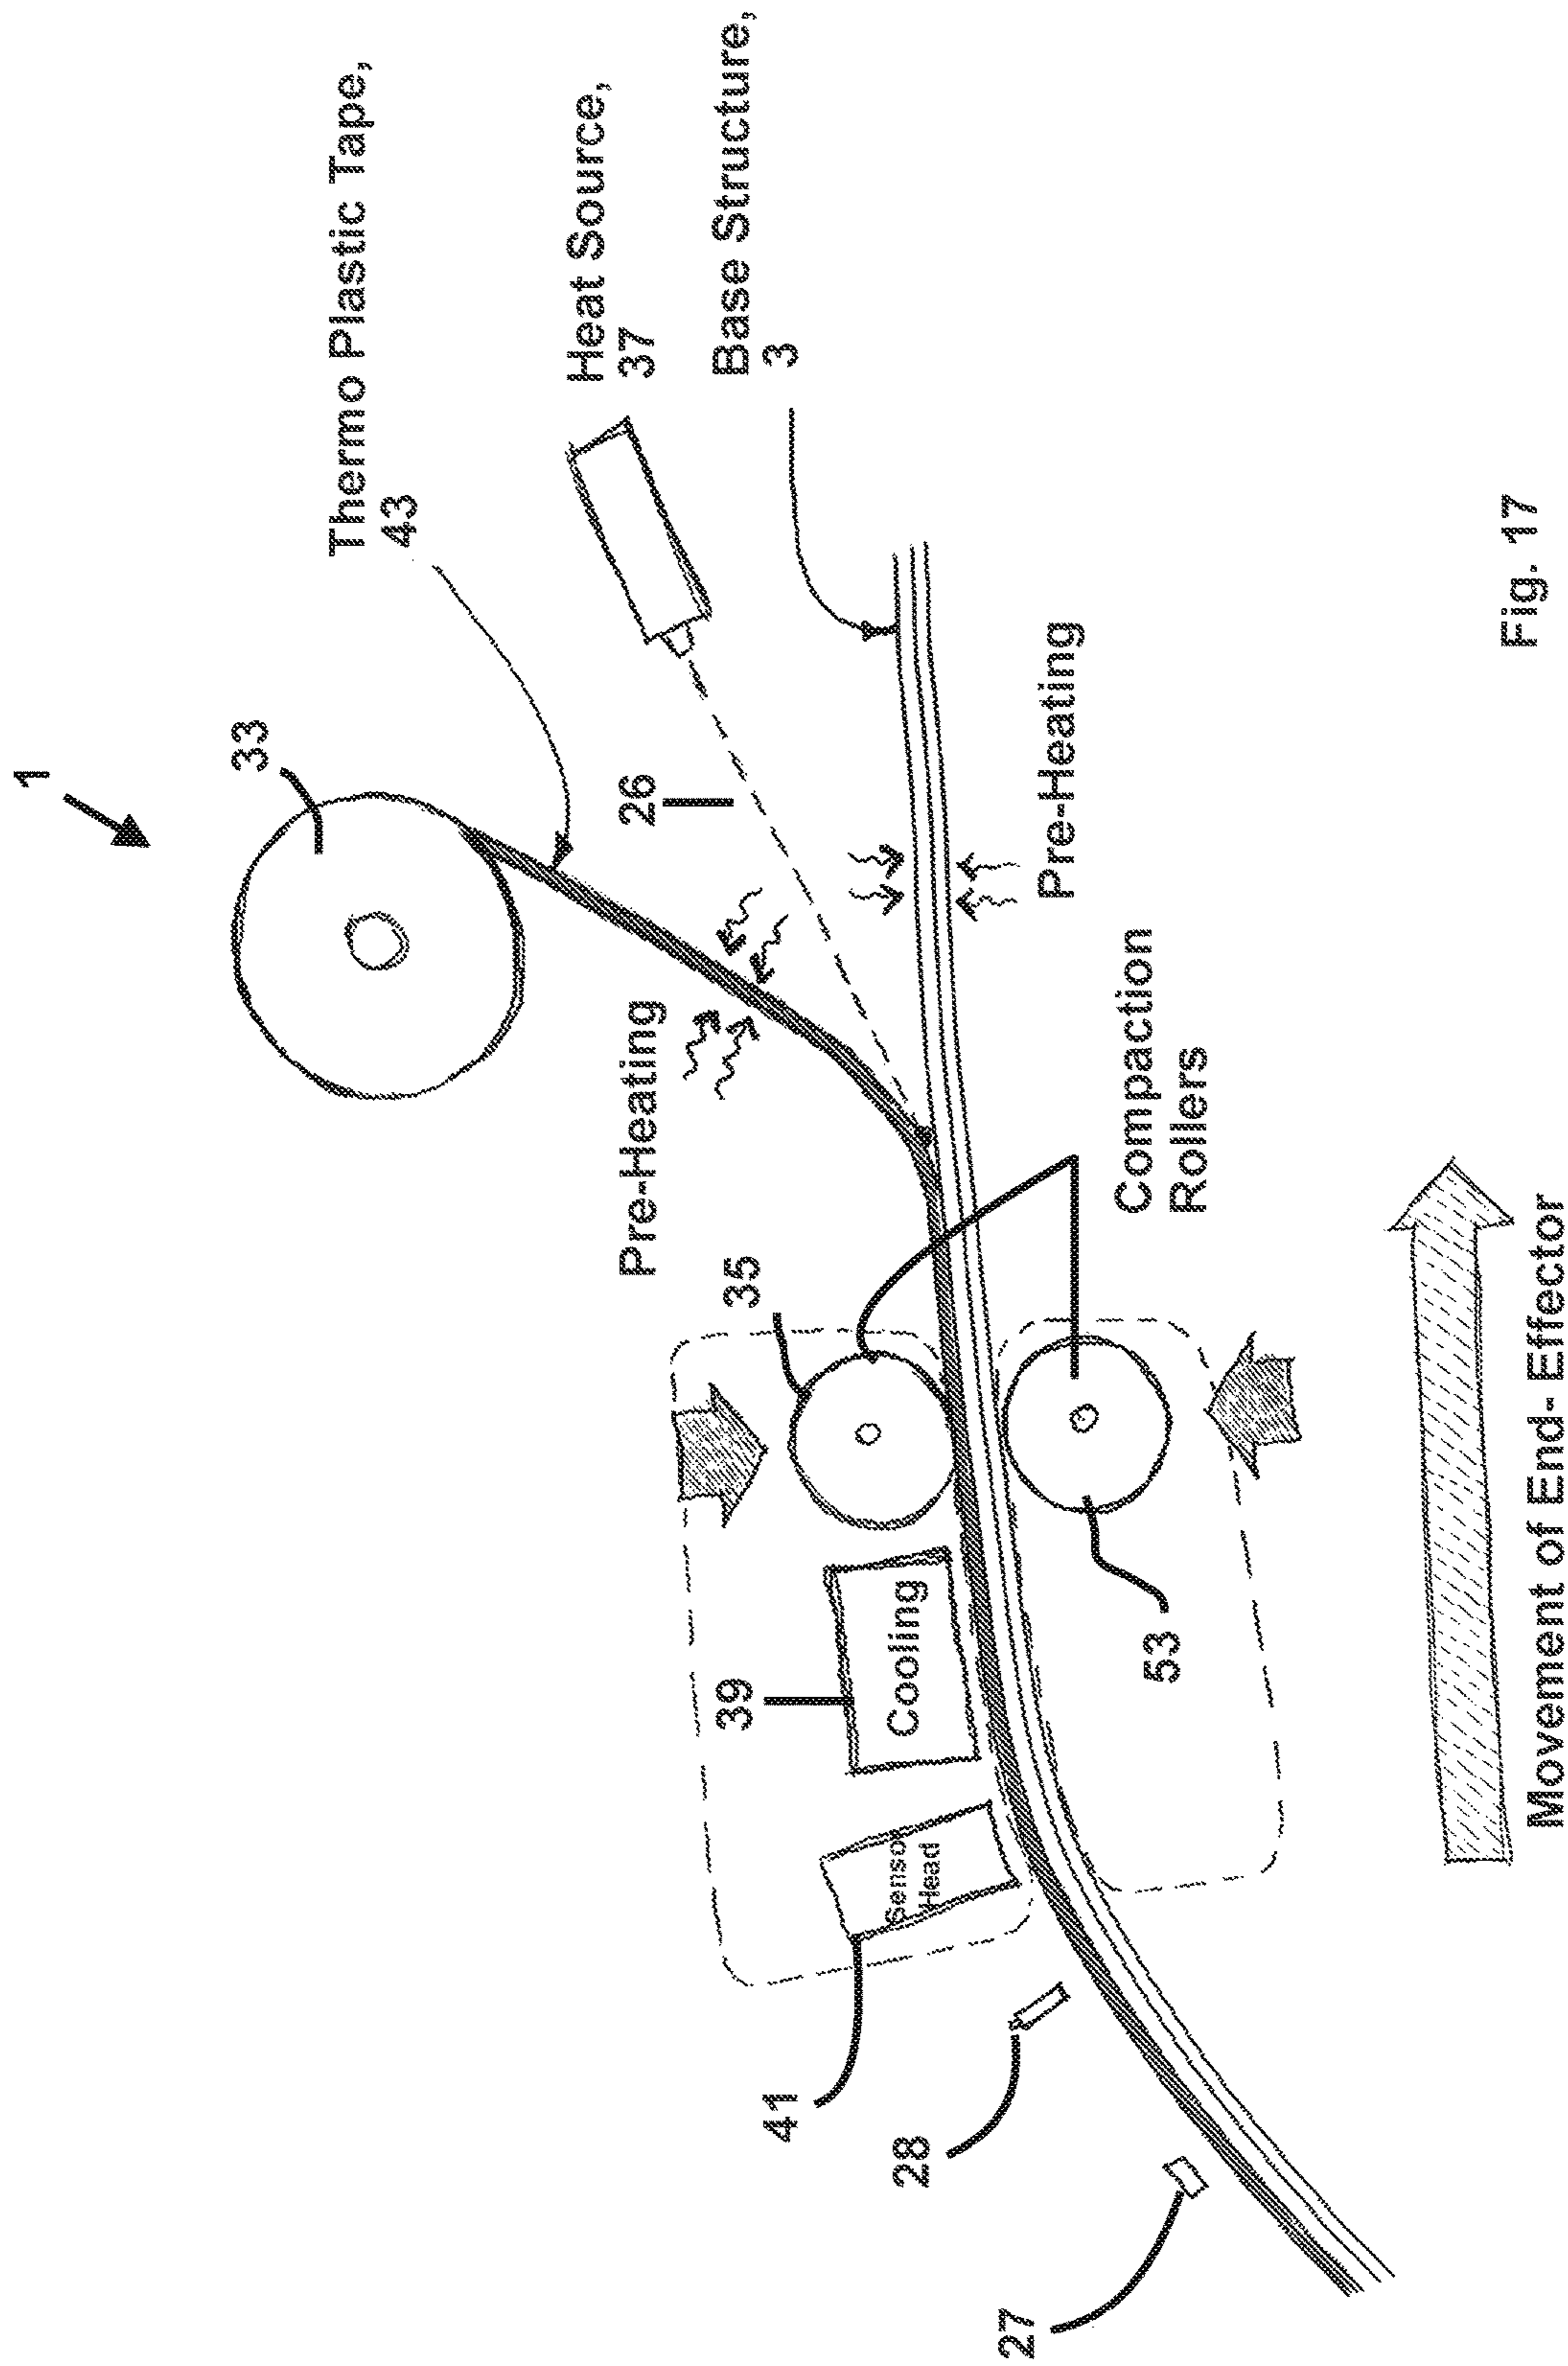 1
33
Thermo Plastic Tape,
43
Heat Source,
37
Base Structure,
3
26
Pre-Heating
Pre-Heating
35
Compaction
Rollers
39
Cooling
Sensor
Head
41
28
53
27
Movement of End- Effector
Fig. 17